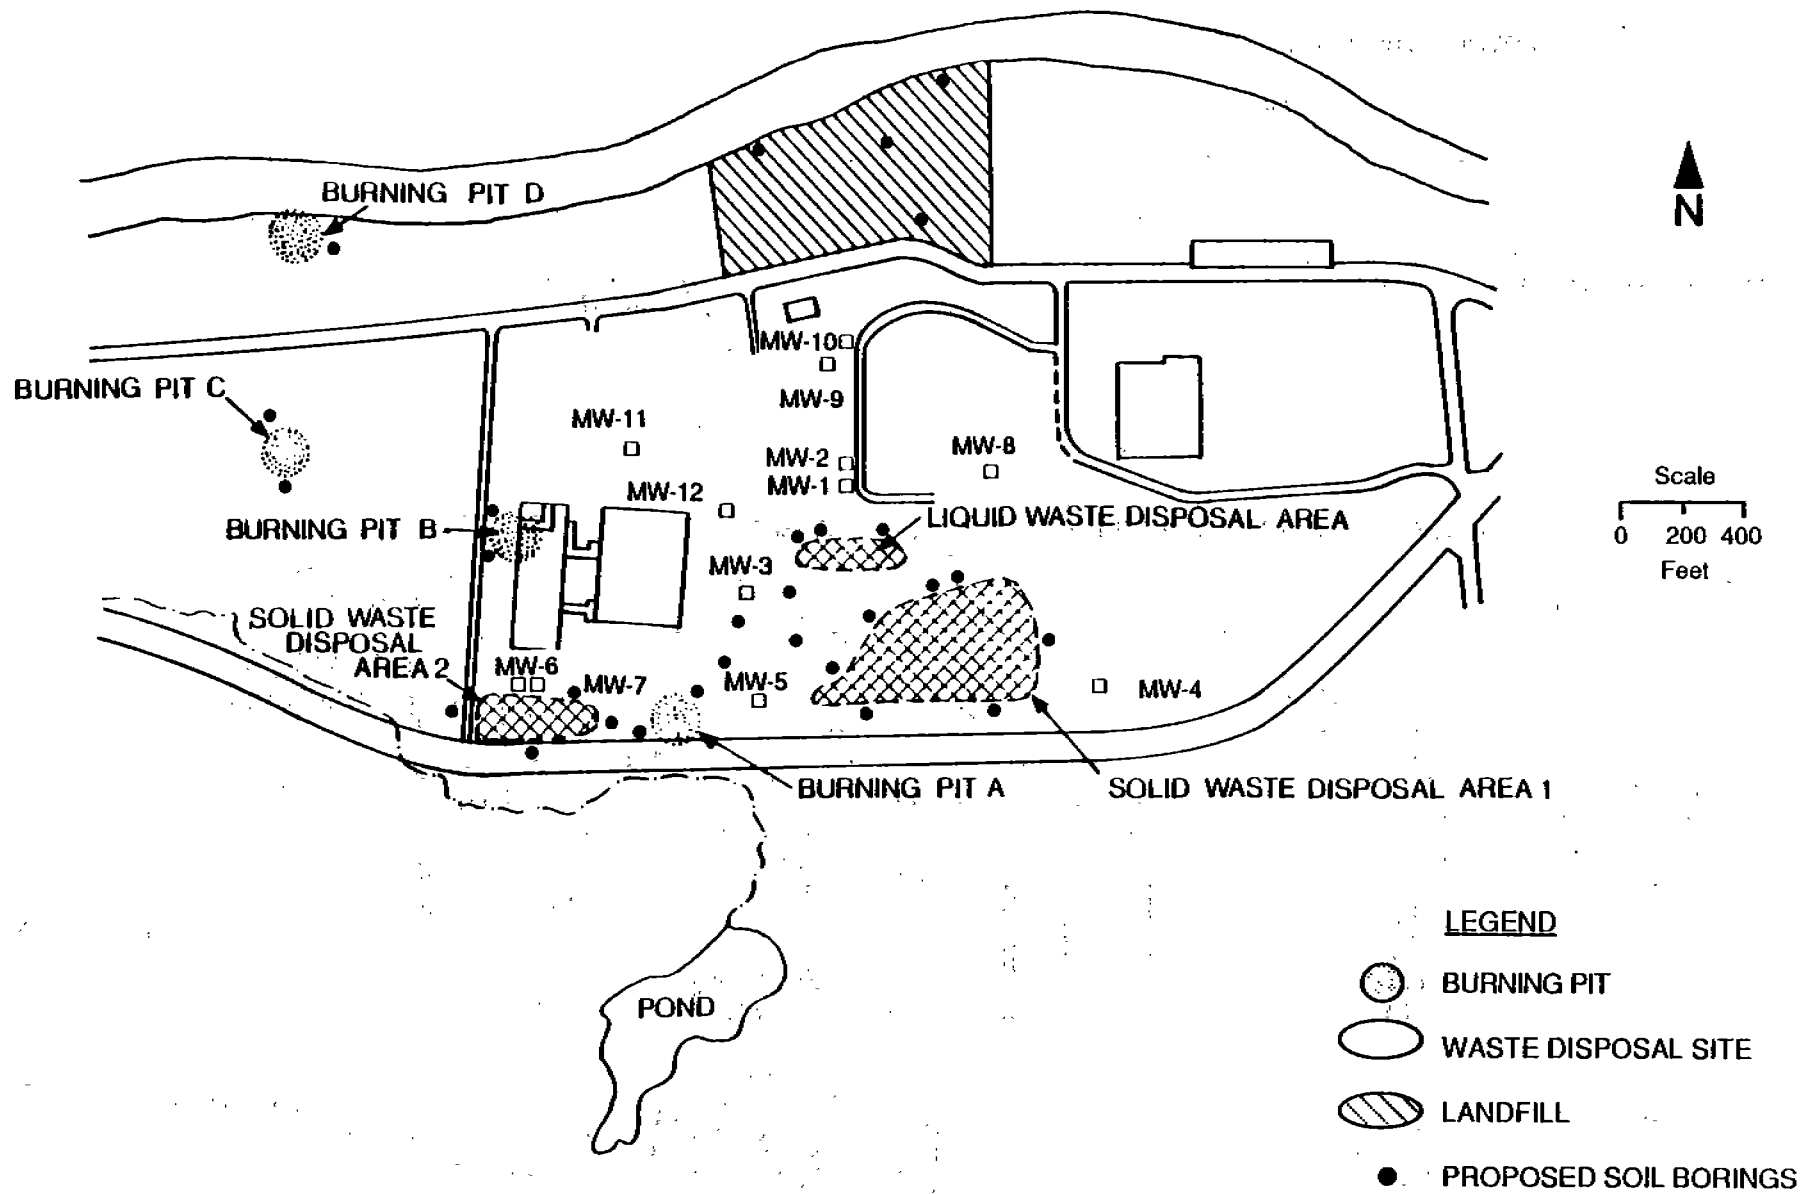 BURNING PIT D
N
MW-10
BURNING PIT C
MW-9
MW-11
MW-8
MW-2
MW-1
Scale
MW-12
0 200 400
Feet
BURNING PIT B
LIQUID WASTE DISPOSAL AREA
MW-3
SOLID WASTE
DISPOSAL
AREA 2
MW-6
MW-7
MW-5
MW-4
BURNING PIT A
SOLID WASTE DISPOSAL AREA 1
LEGEND
BURNING PIT
POND
WASTE DISPOSAL SITE
LANDFILL
PROPOSED SOIL BORINGS